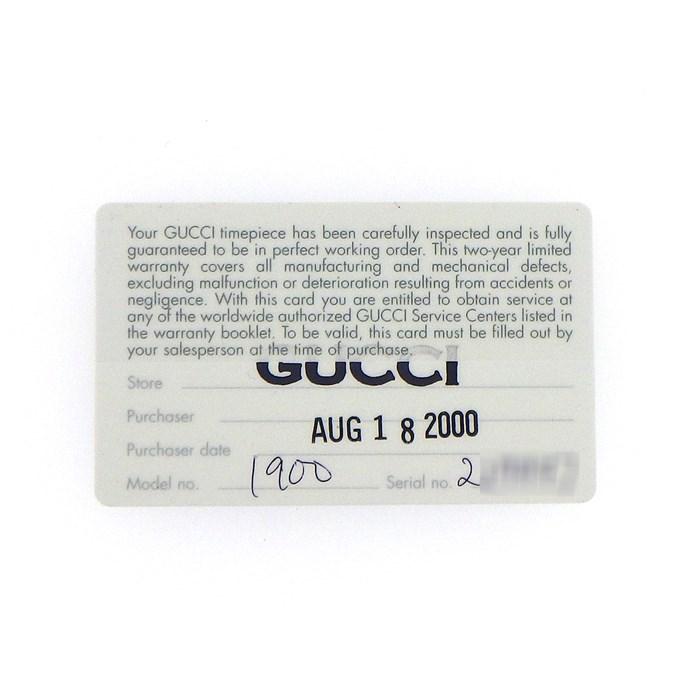 Your GUCCI timepiece has been carefully inspected and is fully
guaranteed to be in perfect working order. This two-year limited
warranty covers all manufacturing and mechanical defects,
excluding malfunction or deterioration resulting from accidents or
negligence. With this card you are entitled to obtain service at
any of the worldwide authorized GUCCI Service Centers listed in
the warranty booklet. To be valid, this card must be filled out by
your salesperson at the time of purchase.
Store GUCCI
Purchaser
Purchaser date AUG 18 2000
Model no. 1900 Serial no. 2